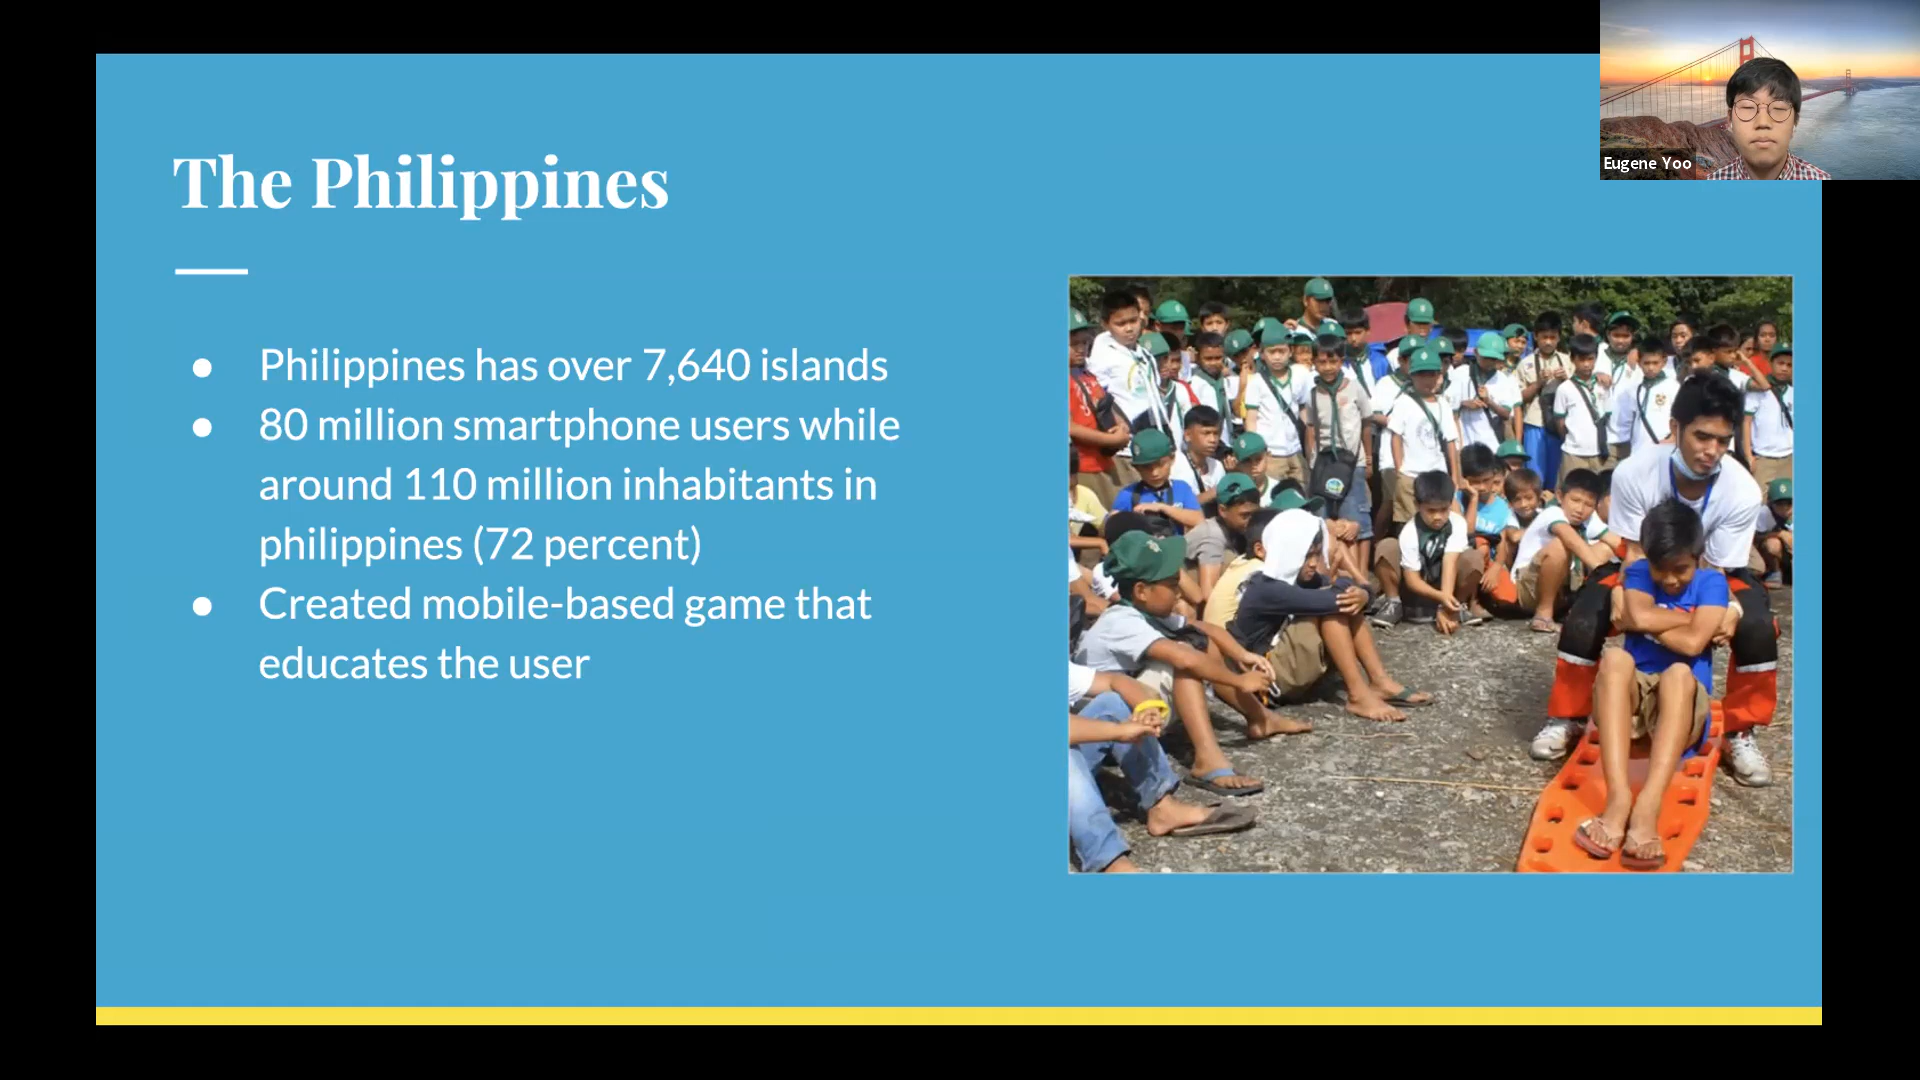 Eugene Yoo
The Philippines
● Philippines has over 7,640 islands
● 80 million smartphone users while
around 110 million inhabitants in
philippines (72 percent)
● Created mobile-based game that
educates the user